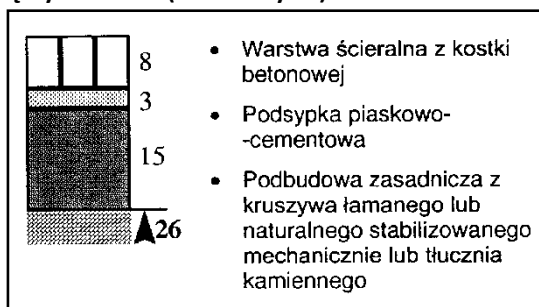 8
3
15
26
• Warstwa ścieralna z kostki
betonowej
• Podsypka piaskowo-
-cementowa
• Podbudowa zasadnicza z
kruszywa łamanego lub
naturalnego stabilizowanego
mechanicznie lub tłucznia
kamiennego